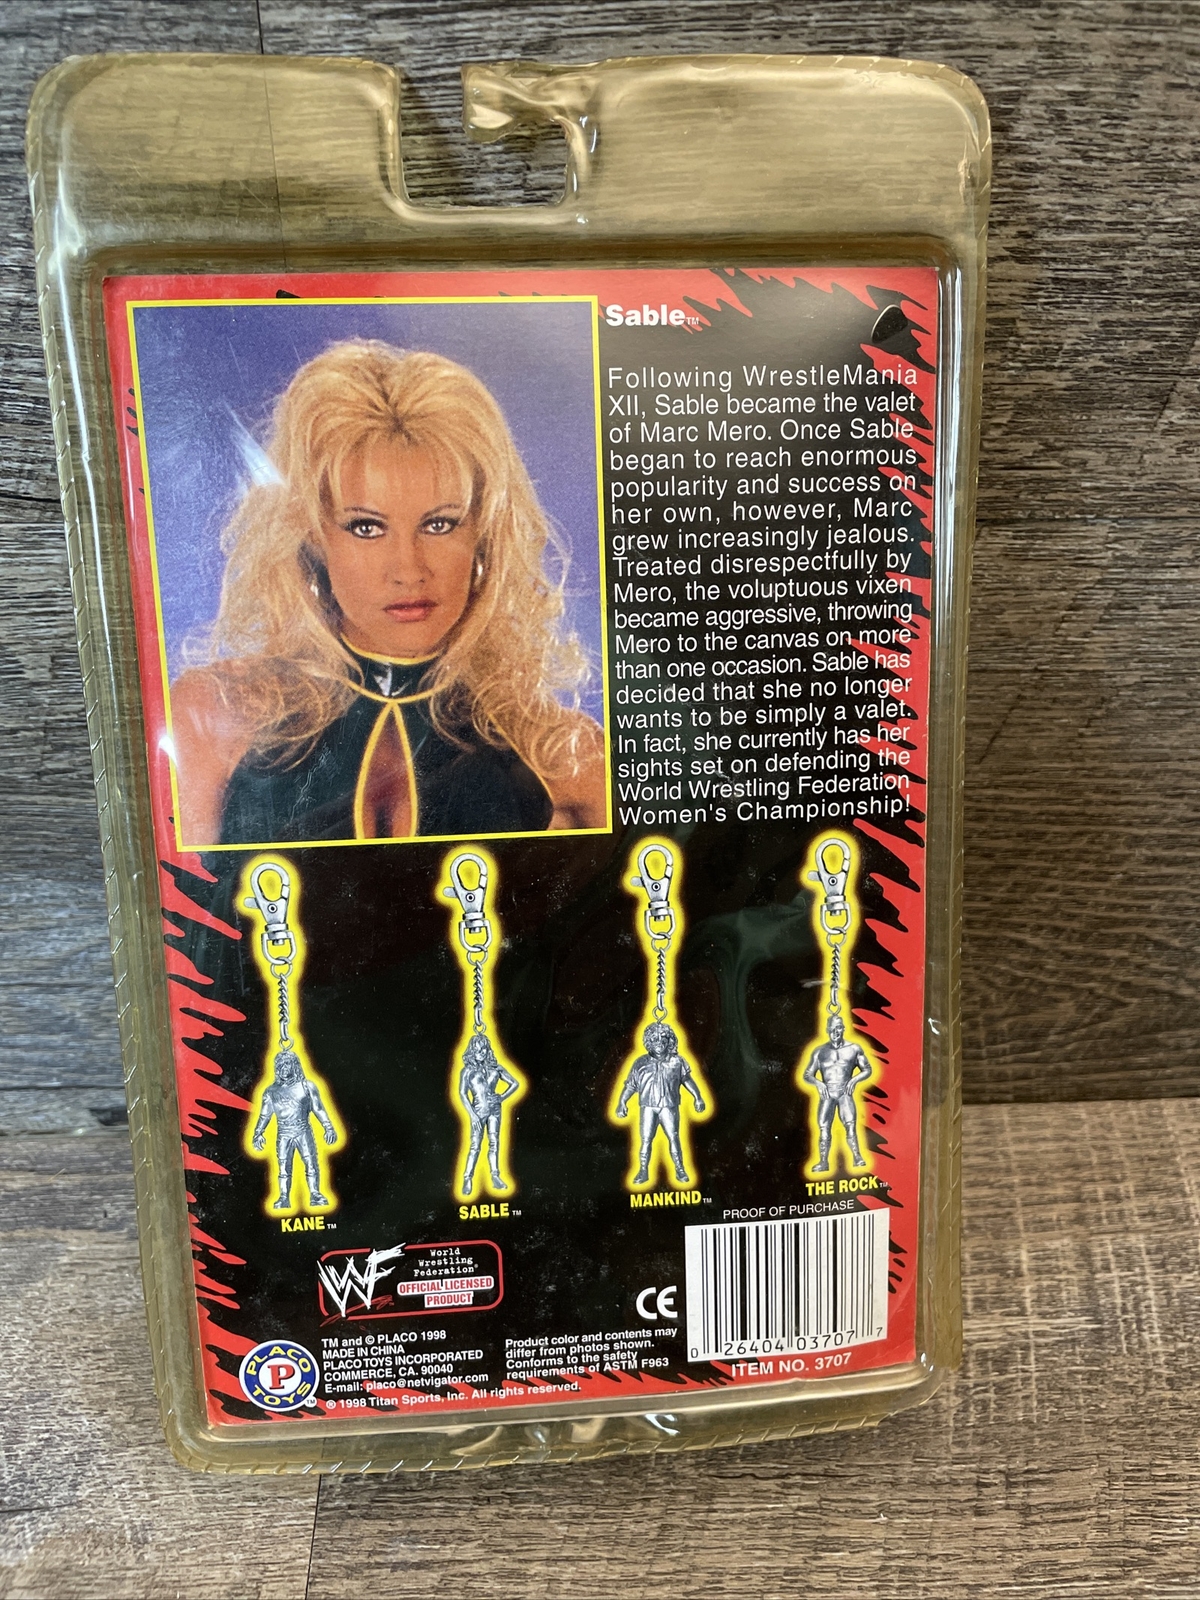 Sable™
Following WrestleMania
XII, Sable became the valet
of Marc Mero. Once Sable
began to reach enormous
popularity and success on
her own, however, Marc
grew increasingly jealous.
Treated disrespectfully by
Mero, the voluptuous vixen
became aggressive, throwing
Mero to the canvas on more
than one occasion. Sable has
decided that she no longer
wants to be simply a valet.
In fact, she currently has her
sights set on defending the
World Wrestling Federation
Women's Championship!
KANE™
SABLE™
MANKIND™
THE ROCK™
PROOF OF PURCHASE
WF
World
Wrestling
Federation®
OFFICIAL LICENSED
PRODUCT
CE
0 26404 03707 7
ITEM NO. 3707
PLACO
P
TOYS™
TM and © PLACO 1998
MADE IN CHINA
PLACO TOYS INCORPORATED
COMMERCE, CA. 90040
E-mail: placo@netvigator.com
Product color and contents may
differ from photos shown.
Conforms to the safety
requirements of ASTM F963
® 1998 Titan Sports, Inc. All rights reserved.